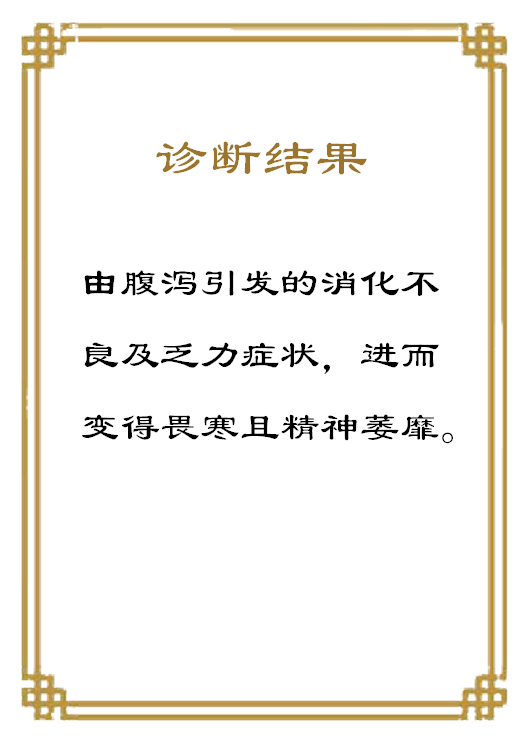 诊断结果
由腹泻引发的消化不
良及乏力症状，进而
变得畏寒且精神萎靡。